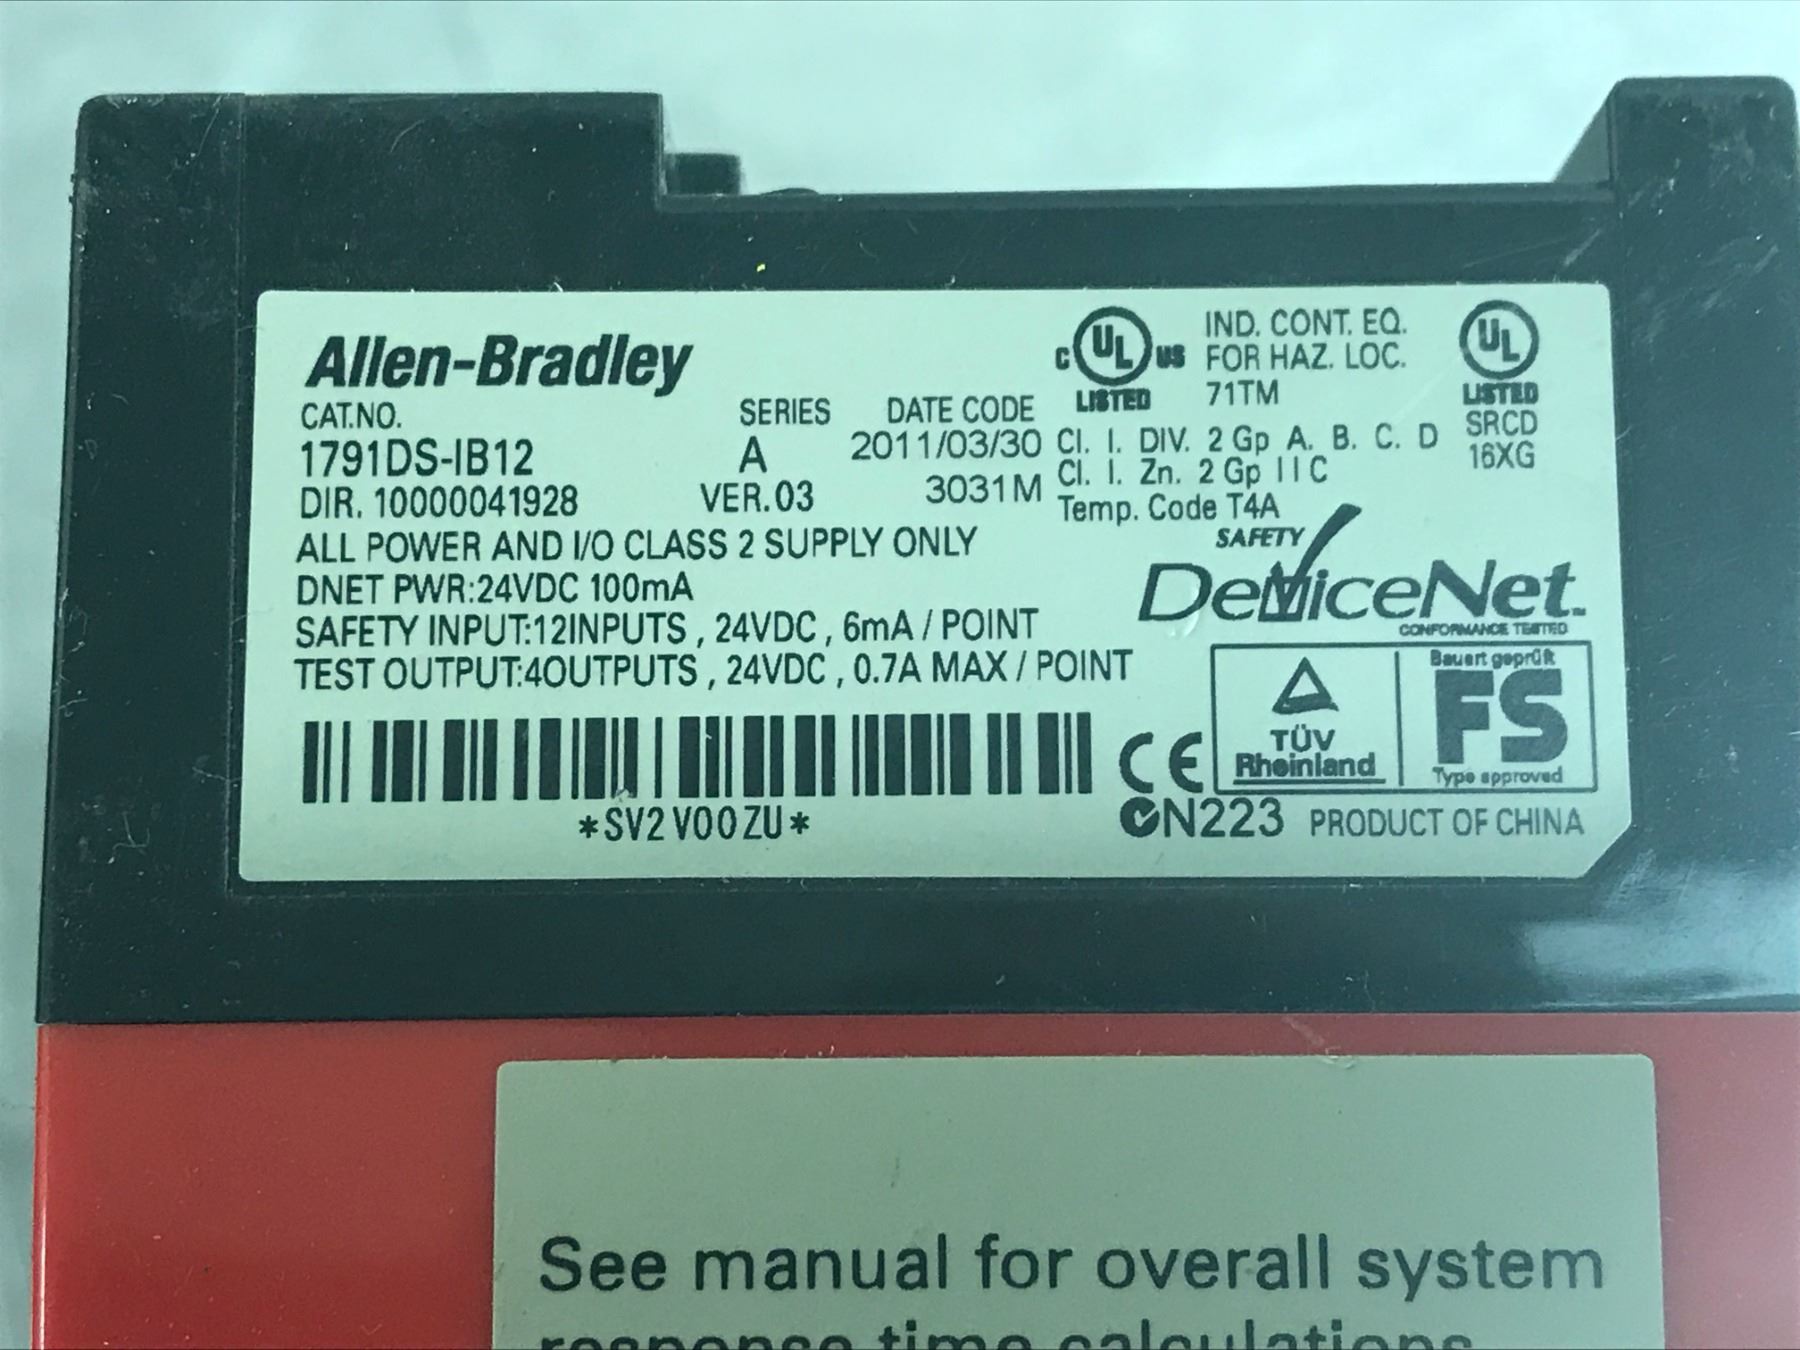 Allen-Bradley
CAT.NO.
1791DS-IB12
DIR. 10000041928
SERIES
A
VER.03
DATE CODE
2011/03/30
3031M
ALL POWER AND I/O CLASS 2 SUPPLY ONLY
DNET PWR:24VDC 100mA
SAFETY INPUT:12INPUTS , 24VDC , 6mA / POINT
TEST OUTPUT:4OUTPUTS , 24VDC , 0.7A MAX / POINT
*SV2V00ZU*
C UL US
LISTED
IND. CONT. EQ.
FOR HAZ. LOC.
71TM
UL
LISTED
SRCD
16XG
Cl. I. DIV. 2 Gp A. B. C. D
Cl. I. Zn. 2 Gp IIC
Temp. Code T4A
SAFETY
DeviceNet
CONFORMANCE TESTED
TÜV
Rheinland
Bauart geprüft
FS
Type approved
CE
N223
PRODUCT OF CHINA
See manual for overall system
response time calculations